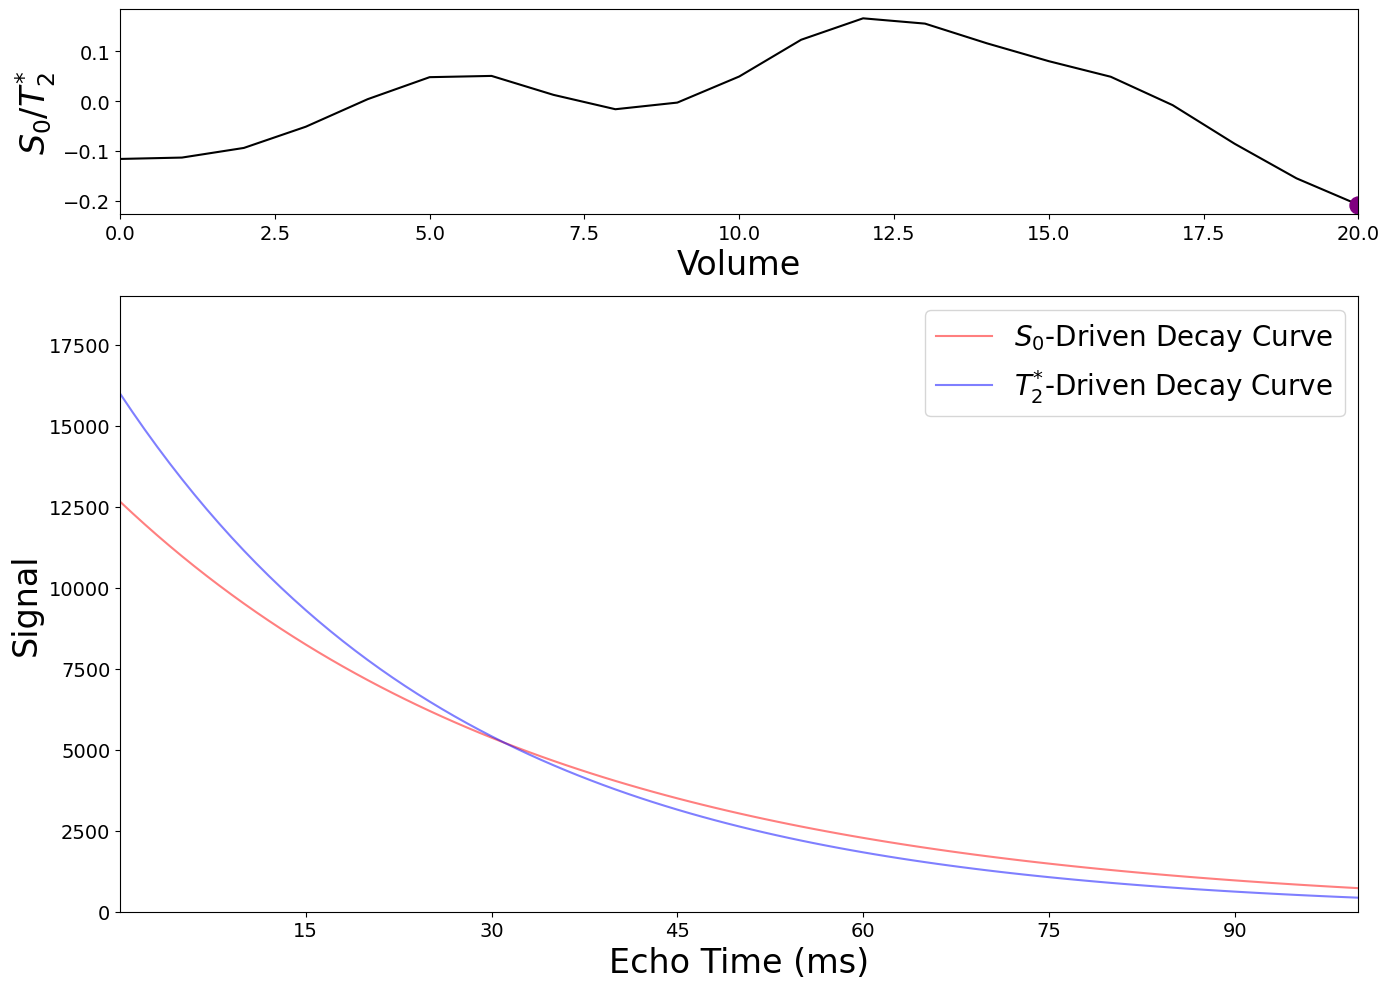 S₀/T₂*
0.1
0.0
−0.1
−0.2
0.0 2.5 5.0 7.5 10.0 12.5 15.0 17.5 20.0
Volume
S₀-Driven Decay Curve
T₂*-Driven Decay Curve
Signal
17500
15000
12500
10000
7500
5000
2500
0
15 30 45 60 75 90
Echo Time (ms)